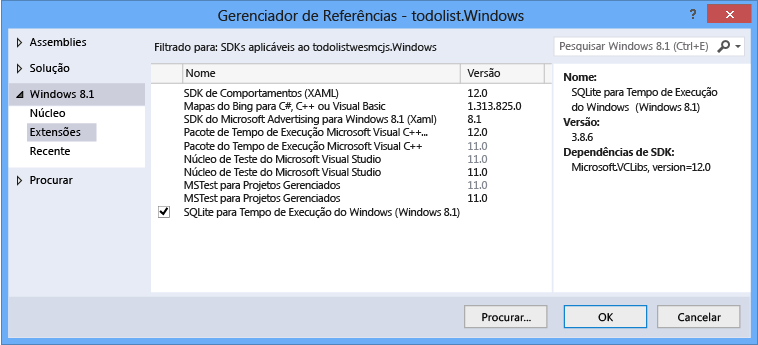 Gerenciador de Referências - todolist.Windows
? ×
Assemblies
Solução
Windows 8.1
Núcleo
Extensões
Recente
Procurar
Filtrado para: SDKs aplicáveis ao todolistwesmcjs.Windows
Pesquisar Windows 8.1 (Ctrl+E)
Nome Versão
SDK de Comportamentos (XAML) 12.0
Mapas do Bing para C#, C++ ou Visual Basic 1.313.825.0
SDK do Microsoft Advertising para Windows 8.1 (Xaml) 8.1
Pacote de Tempo de Execução Microsoft Visual C++... 12.0
Pacote do Tempo de Execução Microsoft Visual C++ 11.0
Núcleo de Teste do Microsoft Visual Studio 11.0
Núcleo de Teste do Microsoft Visual Studio 11.0
MSTest para Projetos Gerenciados 11.0
MSTest para Projetos Gerenciados 11.0
SQLite para Tempo de Execução do Windows (Windows 8.1)
Nome:
SQLite para Tempo de Execução
do Windows (Windows 8.1)
Versão:
3.8.6
Dependências de SDK:
Microsoft.VCLibs, version=12.0
Procurar... OK Cancelar